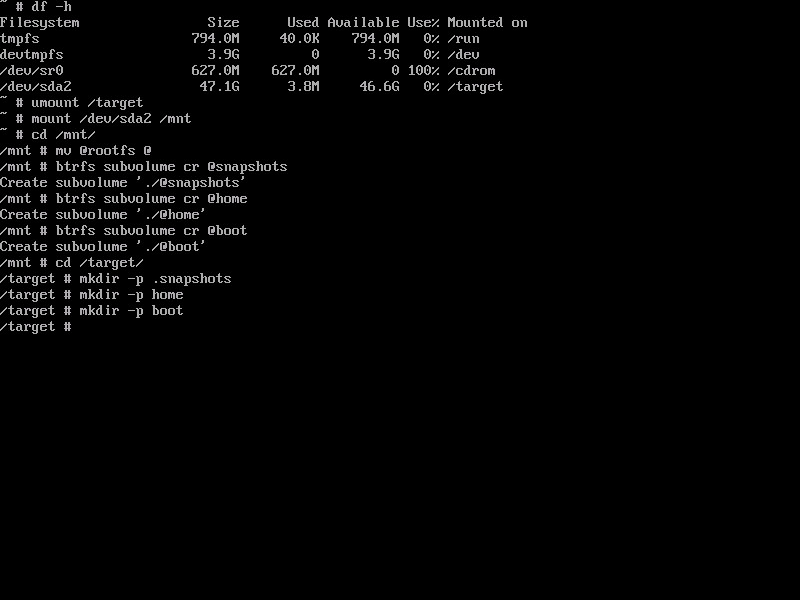 ~ # df -h
Filesystem                Size      Used Available Use% Mounted on
tmpfs                   794.0M     40.0K    794.0M   0% /run
devtmpfs                  3.9G         0      3.9G   0% /dev
/dev/sr0                627.0M    627.0M         0 100% /cdrom
/dev/sda2                47.1G      3.8M     46.6G   0% /target
~ # umount /target
~ # mount /dev/sda2 /mnt
~ # cd /mnt/
/mnt # mv @rootfs @
/mnt # btrfs subvolume cr @snapshots
Create subvolume './@snapshots'
/mnt # btrfs subvolume cr @home
Create subvolume './@home'
/mnt # btrfs subvolume cr @boot
Create subvolume './@boot'
/mnt # cd /target/
/target # mkdir -p .snapshots
/target # mkdir -p home
/target # mkdir -p boot
/target #